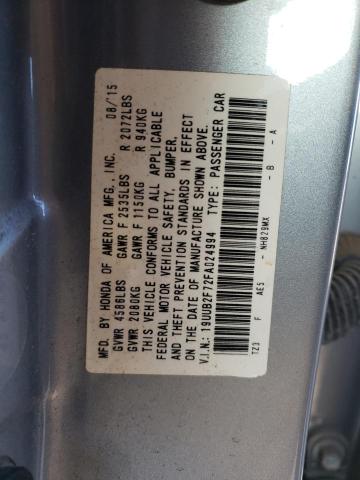 MFD. BY HONDA OF AMERICA MFG., INC. 08/15
GVWR 4586LBS GAWR F 2535LBS R 2072LBS
GVWR 2080KG GAWR F 1150KG R 940KG
THIS VEHICLE CONFORMS TO ALL APPLICABLE
FEDERAL MOTOR VEHICLE SAFETY, BUMPER,
AND THEFT PREVENTION STANDARDS IN EFFECT
ON THE DATE OF MANUFACTURE SHOWN ABOVE.
V.I.N.: 19UUB2F72FA024994 TYPE: PASSENGER CAR
TZ3 F AE5 - NH829MX - B - A